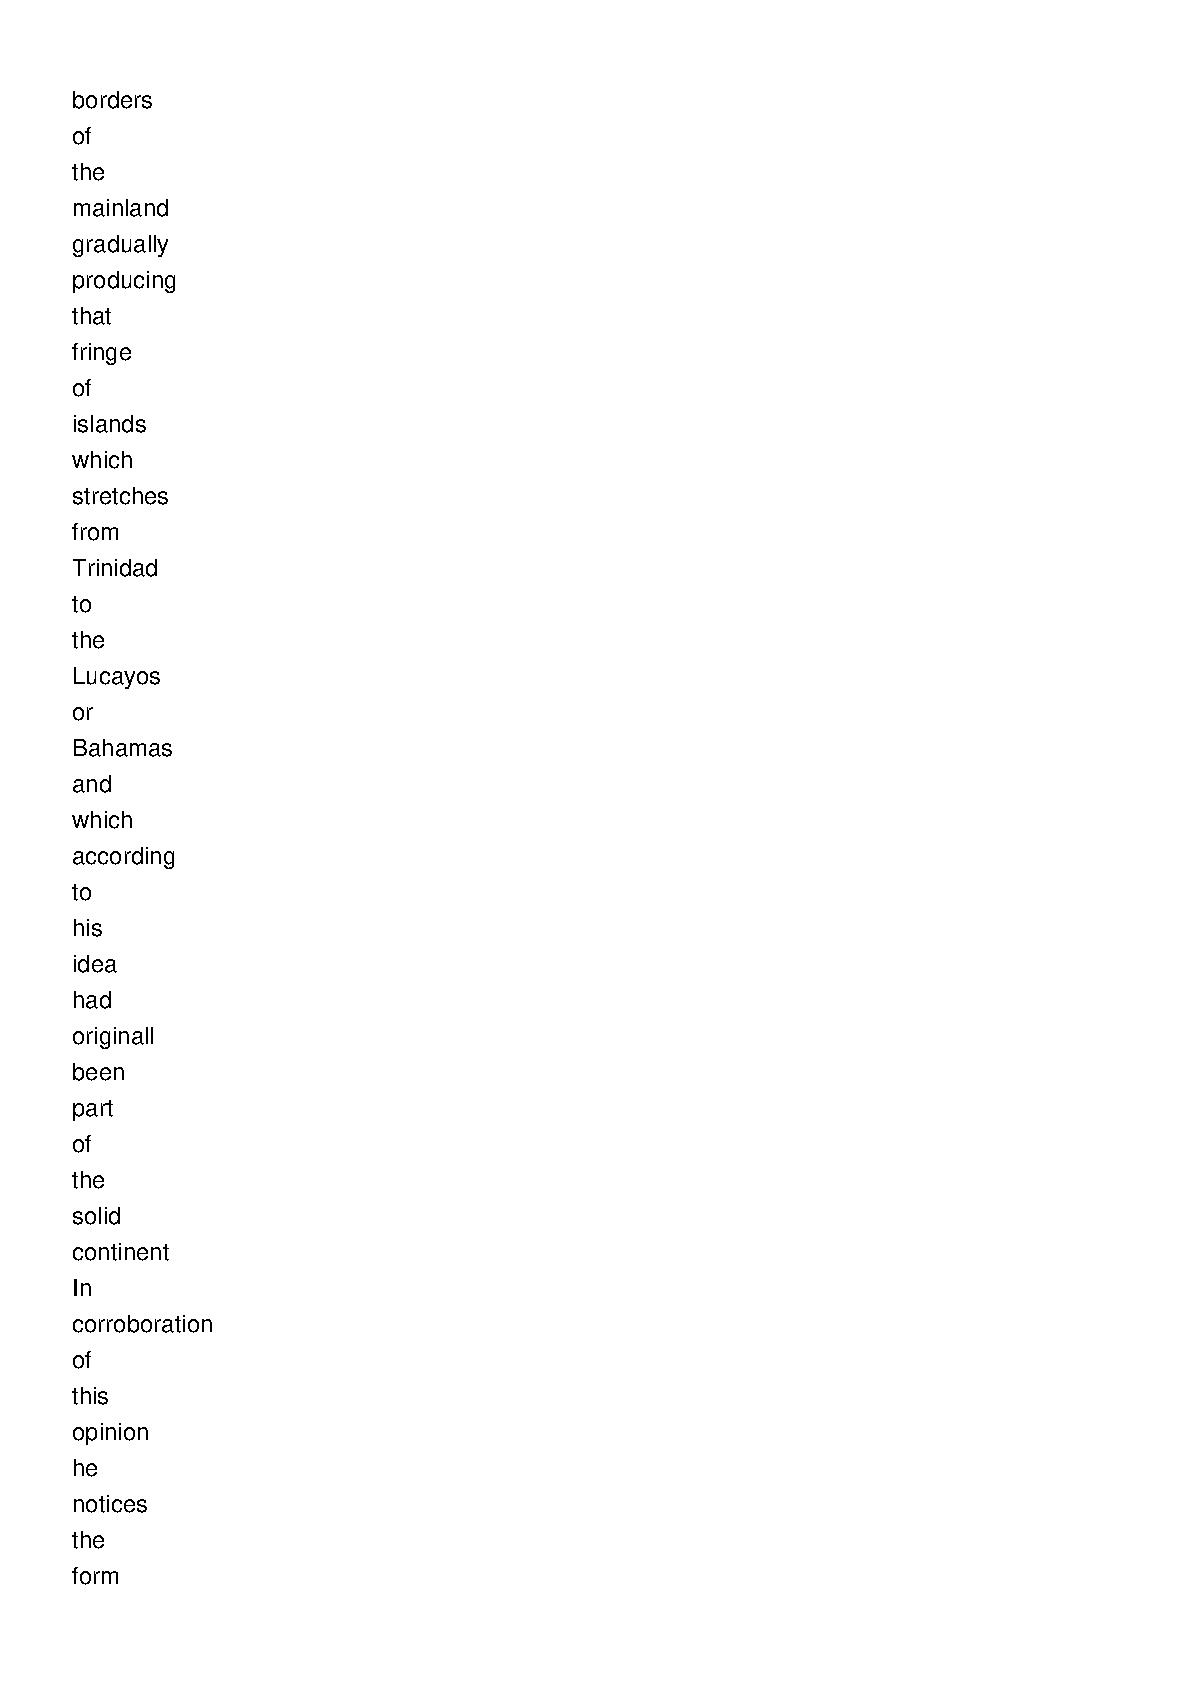 borders
of
the
mainland
gradually
producing
that
fringe
of
islands
which
stretches
from
Trinidad
to
the
Lucayos
or
Bahamas
and
which
according
to
his
idea
had
originall
been
part
of
the
solid
continent
In
corroboration
of
this
opinion
he
notices
the
form